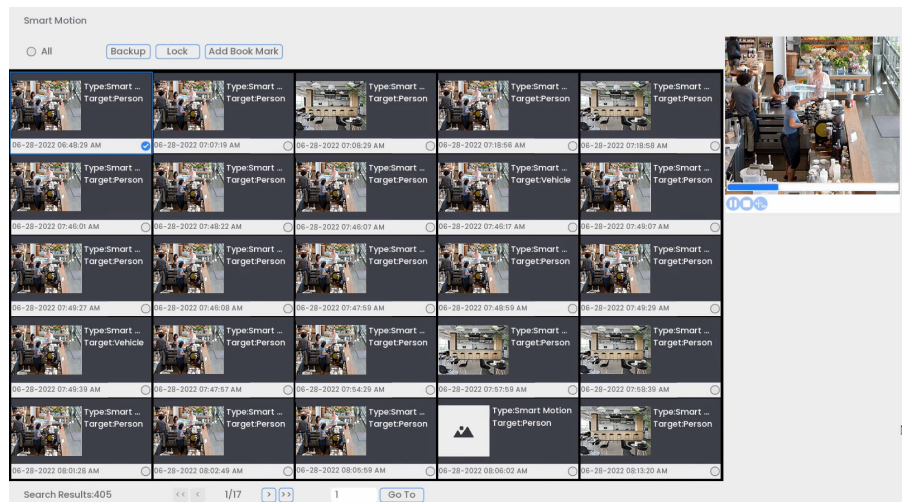 Smart Motion
All Backup Lock Add Book Mark
Type:Smart ... Type:Smart ... Type:Smart ... Type:Smart ... Type:Smart ...
Target:Person Target:Person Target:Person Target:Person Target:Person
06-28-2022 06:48:29 AM 06-28-2022 07:07:19 AM 06-28-2022 07:08:29 AM 06-28-2022 07:18:56 AM 06-28-2022 07:18:58 AM
Type:Smart ... Type:Smart ... Type:Smart ... Type:Smart ... Type:Smart ...
Target:Person Target:Person Target:Person Target:Vehicle Target:Person
06-28-2022 07:46:01 AM 06-28-2022 07:48:22 AM 06-28-2022 07:46:07 AM 06-28-2022 07:46:17 AM 06-28-2022 07:49:07 AM
Type:Smart ... Type:Smart ... Type:Smart ... Type:Smart ... Type:Smart ...
Target:Person Target:Person Target:Person Target:Person Target:Person
06-28-2022 07:49:27 AM 06-28-2022 07:46:08 AM 06-28-2022 07:47:59 AM 06-28-2022 07:48:59 AM 06-28-2022 07:49:29 AM
Type:Smart ... Type:Smart ... Type:Smart ... Type:Smart ... Type:Smart ...
Target:Vehicle Target:Person Target:Person Target:Person Target:Person
06-28-2022 07:49:39 AM 06-28-2022 07:47:57 AM 06-28-2022 07:54:29 AM 06-28-2022 07:57:59 AM 06-28-2022 07:58:39 AM
Type:Smart ... Type:Smart ... Type:Smart ... Type:Smart Motion Type:Smart ...
Target:Person Target:Person Target:Person Target:Person Target:Person
06-28-2022 08:01:28 AM 06-28-2022 08:02:49 AM 06-28-2022 08:05:59 AM 06-28-2022 08:06:02 AM 06-28-2022 08:13:20 AM
Search Results:405 << < 1/17 > >> 1 Go To